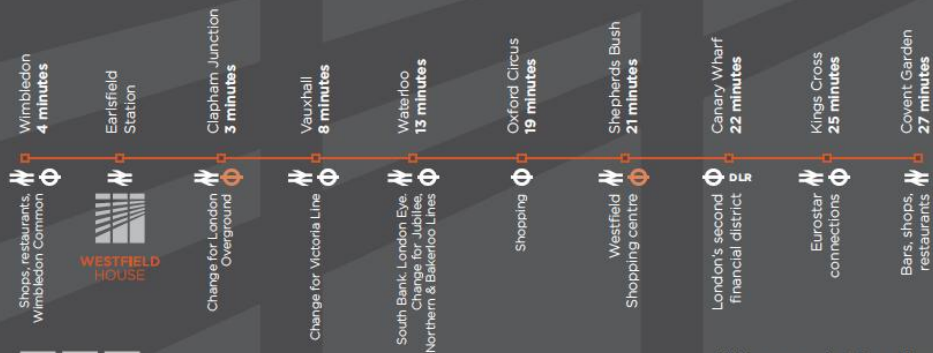 Wimbledon
4 minutes
Earlsfield
Station
Clapham Junction
3 minutes
Vauxhall
8 minutes
Waterloo
13 minutes
Oxford Circus
19 minutes
Shepherds Bush
21 minutes
Canary Wharf
22 minutes
Kings Cross
25 minutes
Covent Garden
27 minutes
DLR
Shops, restaurants,
Wimbledon Common
WESTFIELD
HOUSE
Change for London
Overground
Change for Victoria Line
South Bank, London Eye.
Change for Jubilee,
Northern & Bakerloo Lines
Shopping
Westfield
Shopping centre
London's second
financial district
Eurostar
connections
Bars, shops,
restaurants